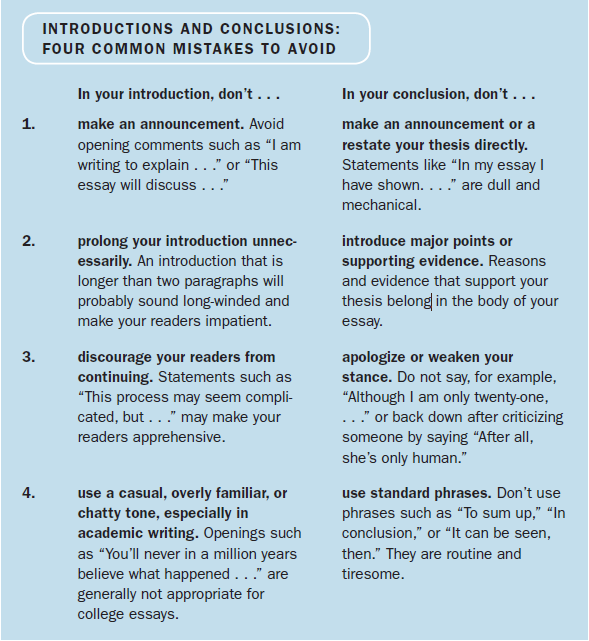 INTRODUCTIONS AND CONCLUSIONS:
FOUR COMMON MISTAKES TO AVOID
In your introduction, don't . . .
In your conclusion, don't . . .
1.
make an announcement. Avoid
opening comments such as “I am
writing to explain . . .” or “This
essay will discuss . . .”
make an announcement or a
restate your thesis directly.
Statements like “In my essay I
have shown. . . .” are dull and
mechanical.
2.
prolong your introduction unnec-
essarily. An introduction that is
longer than two paragraphs will
probably sound long-winded and
make your readers impatient.
introduce major points or
supporting evidence. Reasons
and evidence that support your
thesis belong in the body of your
essay.
3.
discourage your readers from
continuing. Statements such as
“This process may seem compli-
cated, but . . .” may make your
readers apprehensive.
apologize or weaken your
stance. Do not say, for example,
“Although I am only twenty-one,
. . .” or back down after criticizing
someone by saying “After all,
she’s only human.”
4.
use a casual, overly familiar, or
chatty tone, especially in
academic writing. Openings such
as “You’ll never in a million years
believe what happened . . .” are
generally not appropriate for
college essays.
use standard phrases. Don’t use
phrases such as “To sum up,” “In
conclusion,” or “It can be seen,
then.” They are routine and
tiresome.